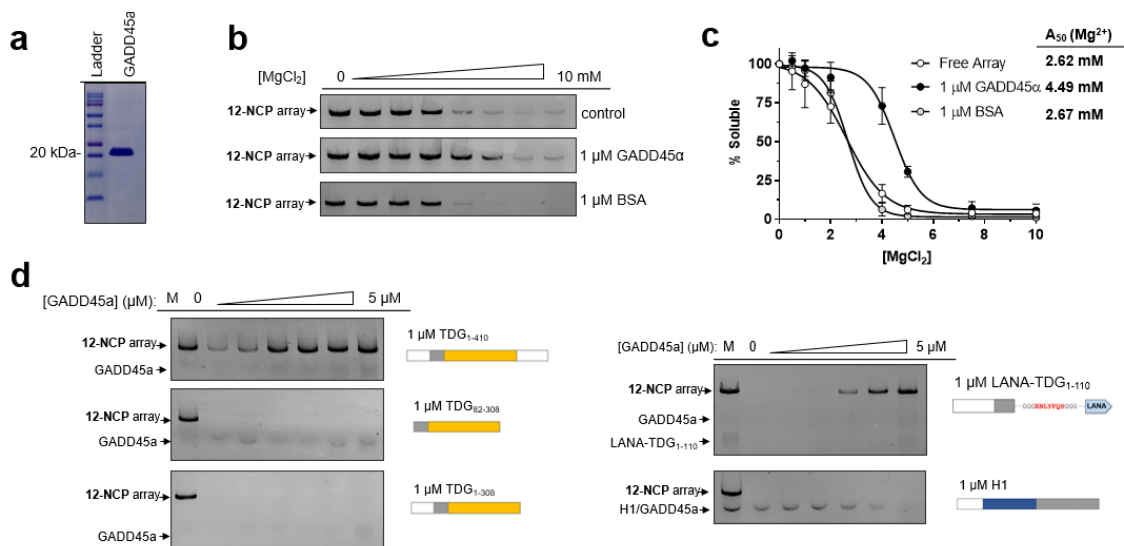 a
Ladder
GADD45a
20 kDa-
b
[MgCl2]
0
10 mM
12-NCP array
control
12-NCP array
1 μM GADD45α
12-NCP array
1 μM BSA
c
A50 (Mg2+)
Free Array
2.62 mM
1 μM GADD45α
4.49 mM
1 μM BSA
2.67 mM
% Soluble
100
75
50
25
0
0 2 4 6 8 10
[MgCl2]
d
[GADD45a] (μM): M 0 5 μM
12-NCP array
GADD45a
1 μM TDG1-410
12-NCP array
GADD45a
1 μM TDG82-308
12-NCP array
GADD45a
1 μM TDG1-308
[GADD45a] (μM): M 0 5 μM
12-NCP array
GADD45a
LANA-TDG1-110
1 μM LANA-TDG1-110
GGGENLYFQSGGG LANA
12-NCP array
H1/GADD45a
1 μM H1